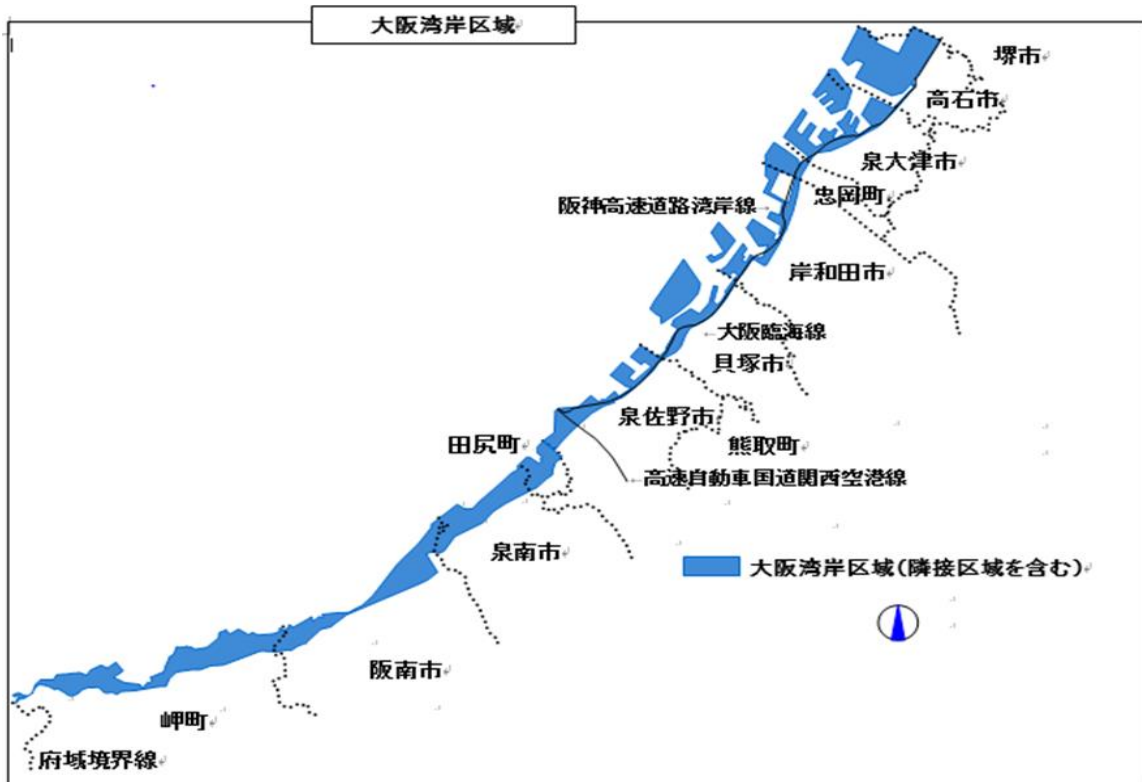 大阪湾岸区域
堺市
高石市
泉大津市
忠岡町
阪神高速道路湾岸線
岸和田市
大阪臨海線
貝塚市
泉佐野市
熊取町
田尻町
高速自動車国道関西空港線
泉南市
大阪湾岸区域(隣接区域を含む)
阪南市
岬町
府域境界線